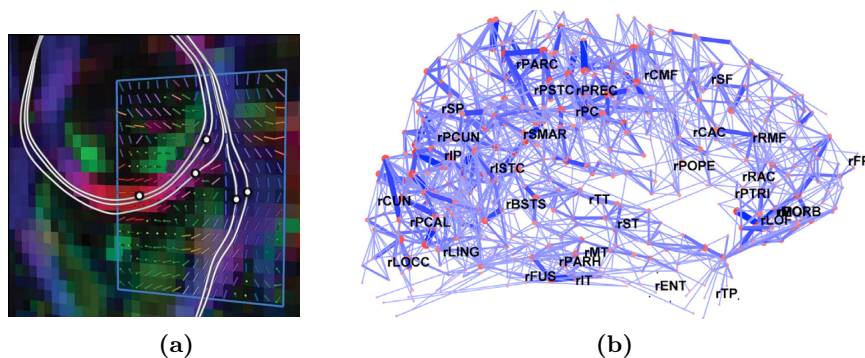 rPARC
rCMF
rSF
rPSTC
rPREC
rSP
rPC
rPCUN
rSMAR
rCAC
rRMF
rIP
rISTC
rPOPE
rFP
rRAC
rCUN
rBSTS
rTT
rPTRI
rPCAL
rST
rLOF
rMORB
rLING
rLOCC
rMT
rPARH
rFUS
rIT
rENT
rTP
(a)
(b)